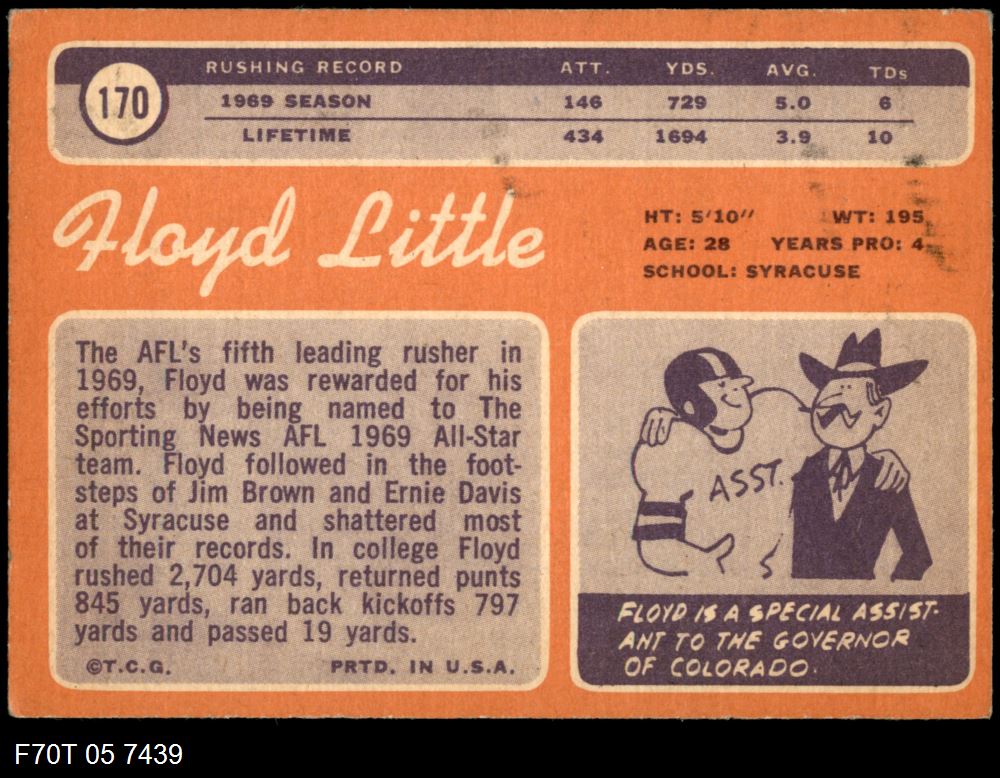 170
RUSHING RECORD ATT. YDS. AVG. TDs
1969 SEASON 146 729 5.0 6
LIFETIME 434 1694 3.9 10
Floyd Little
HT: 5'10" WT: 195
AGE: 28 YEARS PRO: 4
SCHOOL: SYRACUSE
The AFL's fifth leading rusher in
1969, Floyd was rewarded for his
efforts by being named to The
Sporting News AFL 1969 All-Star
team. Floyd followed in the foot-
steps of Jim Brown and Ernie Davis
at Syracuse and shattered most
of their records. In college Floyd
rushed 2,704 yards, returned punts
845 yards, ran back kickoffs 797
yards and passed 19 yards.
©T.C.G. PRTD. IN U.S.A.
ASST.
FLOYD IS A SPECIAL ASSIST-
ANT TO THE GOVERNOR
OF COLORADO.
F70T 05 7439